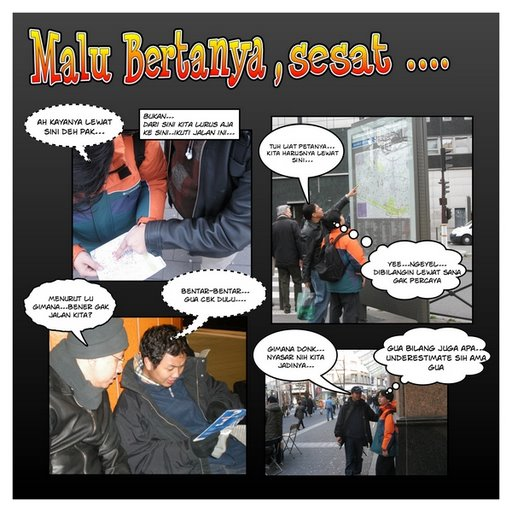 Malu Bertanya, sesat ....
AH KAYANYA LEWAT
SINI DEH PAK...
BUKAN...
DARI SINI KITA LURUS AJA
KE SINI..IKUTI JALAN INI...
TUH LIAT PETANYA...
KITA HARUSNYA LEWAT
SINI...
YEE...NGEYEL...
DIBILANGIN LEWAT SANA
GAK PERCAYA
MENURUT LU
GIMANA...BENER GAK
JALAN KITA?
BENTAR-BENTAR...
GUA CEK DULU....
GIMANA DONK...
NYASAR NIH KITA
JADINYA...
GUA BILANG JUGA APA...
UNDERESTIMATE SIH AMA
GUA